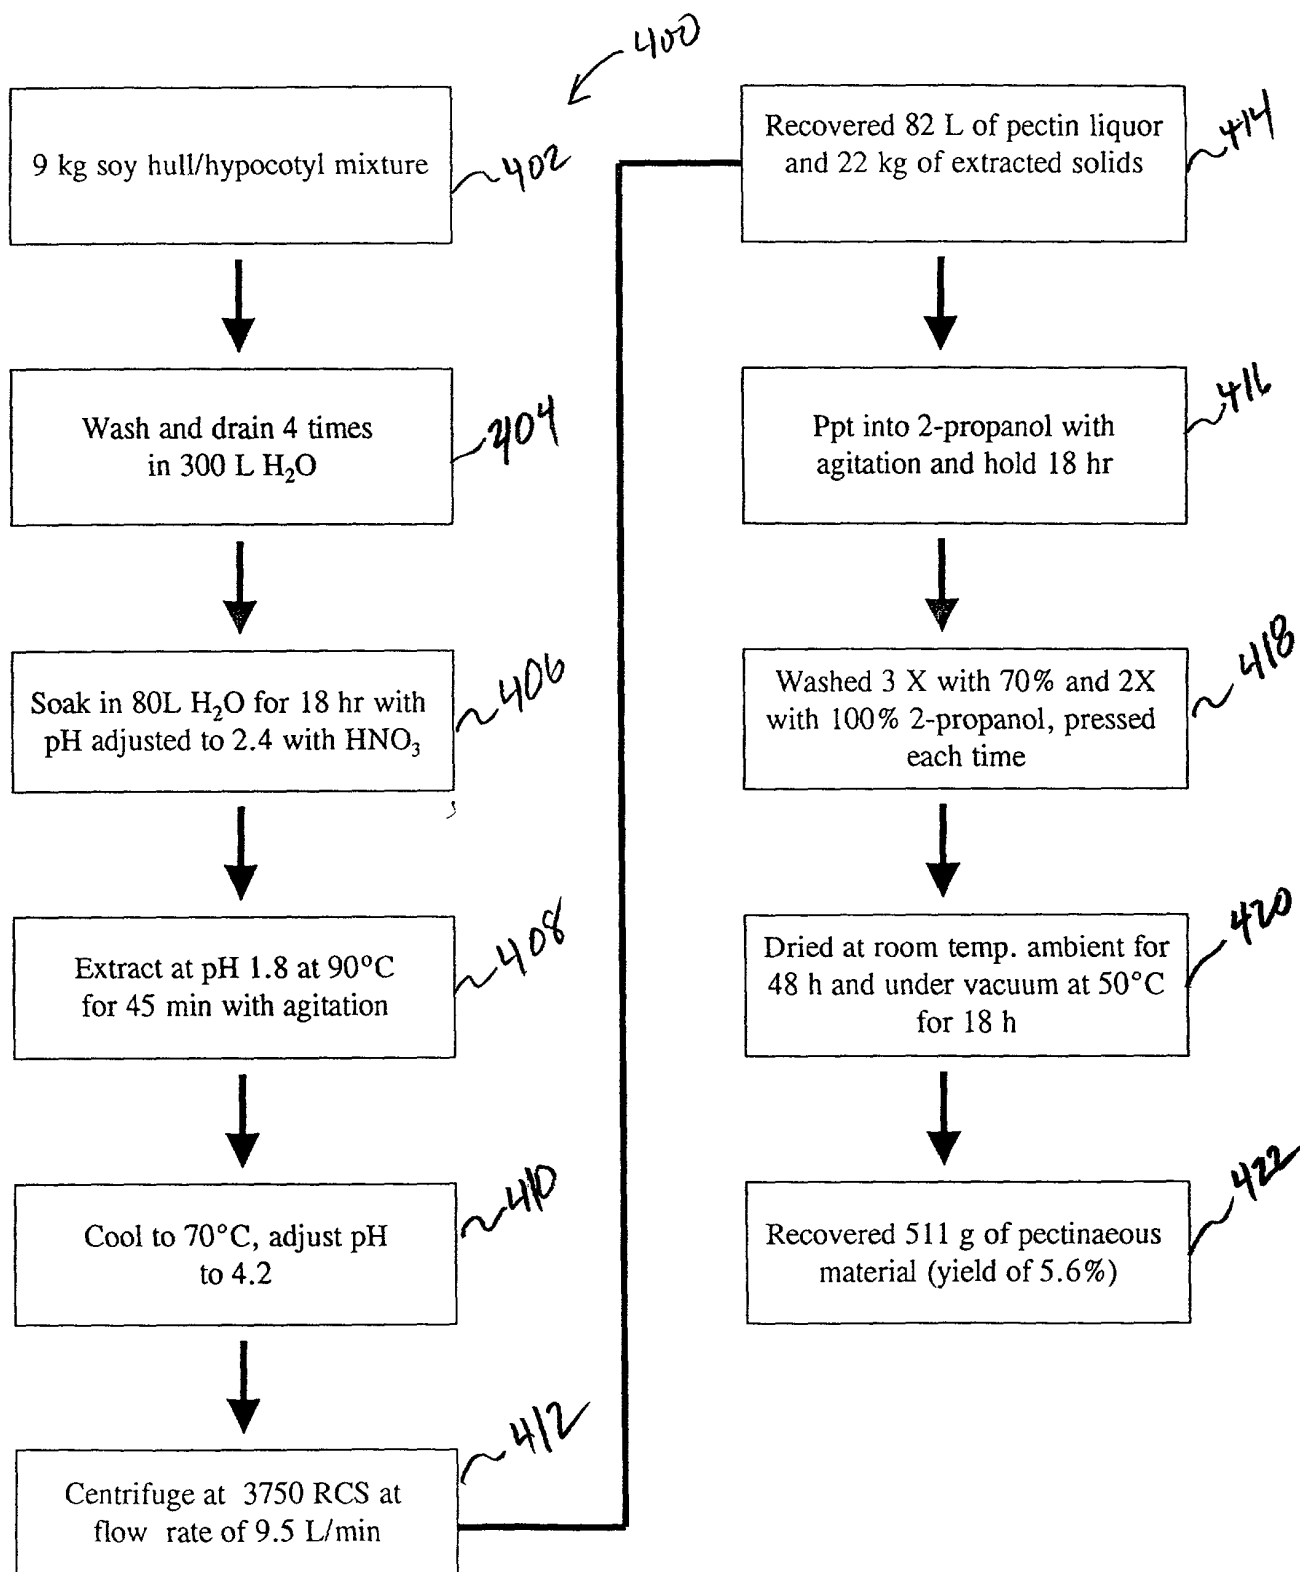 400
9 kg soy hull/hypocotyl mixture
402
Wash and drain 4 times
in 300 L H₂O
404
Soak in 80L H₂O for 18 hr with
pH adjusted to 2.4 with HNO₃
406
Extract at pH 1.8 at 90°C
for 45 min with agitation
408
Cool to 70°C, adjust pH
to 4.2
410
Centrifuge at 3750 RCS at
flow rate of 9.5 L/min
412
Recovered 82 L of pectin liquor
and 22 kg of extracted solids
414
Ppt into 2-propanol with
agitation and hold 18 hr
416
Washed 3 X with 70% and 2X
with 100% 2-propanol, pressed
each time
418
Dried at room temp. ambient for
48 h and under vacuum at 50°C
for 18 h
420
Recovered 511 g of pectinaeous
material (yield of 5.6%)
422